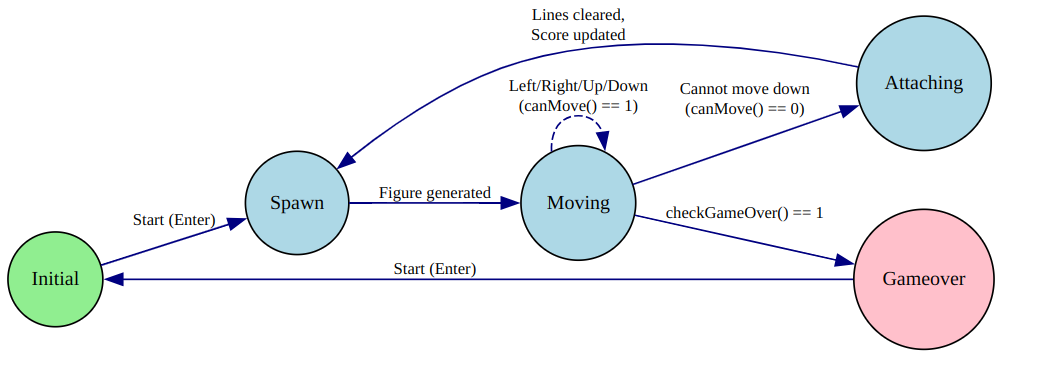 Lines cleared,
Score updated
Attaching
Left/Right/Up/Down
(canMove() == 1)
Cannot move down
(canMove() == 0)
Spawn
Figure generated
Moving
Start (Enter)
checkGameOver() == 1
Initial
Start (Enter)
Gameover